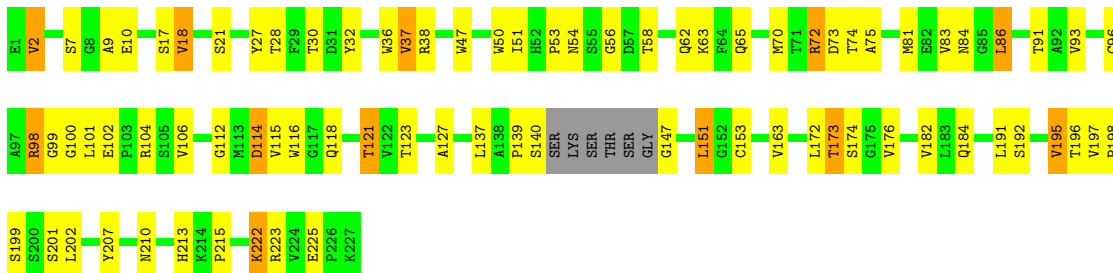 E1 V2 S7 G8 A9 E10 S17 V18 S21 Y27 T28 F29 T30 D31 Y32 W36 V37 R38 W47 W50 I51 H52 P53 N54 S55 G56 D57 T58 Q62 K63 F64 Q65 M70 T71 R72 D73 T74 A75 M81 E82 V83 N84 G85 L86 T91 A92 V93
A97 R98 G99 G100 L101 E102 P103 R104 S105 V106 G112 M113 D114 V115 W116 G117 Q118 T121 V122 T123 A127 L137 A138 P139 S140 SER LYS SER THR SER GLY G147 L151 G152 C153 V163 L172 T173 S174 G175 V176 V182 L183 Q184 L191 S192 V195 T196 V197
S199 S200 S201 L202 Y207 N210 H213 K214 P215 K222 R223 V224 E225 P226 K227